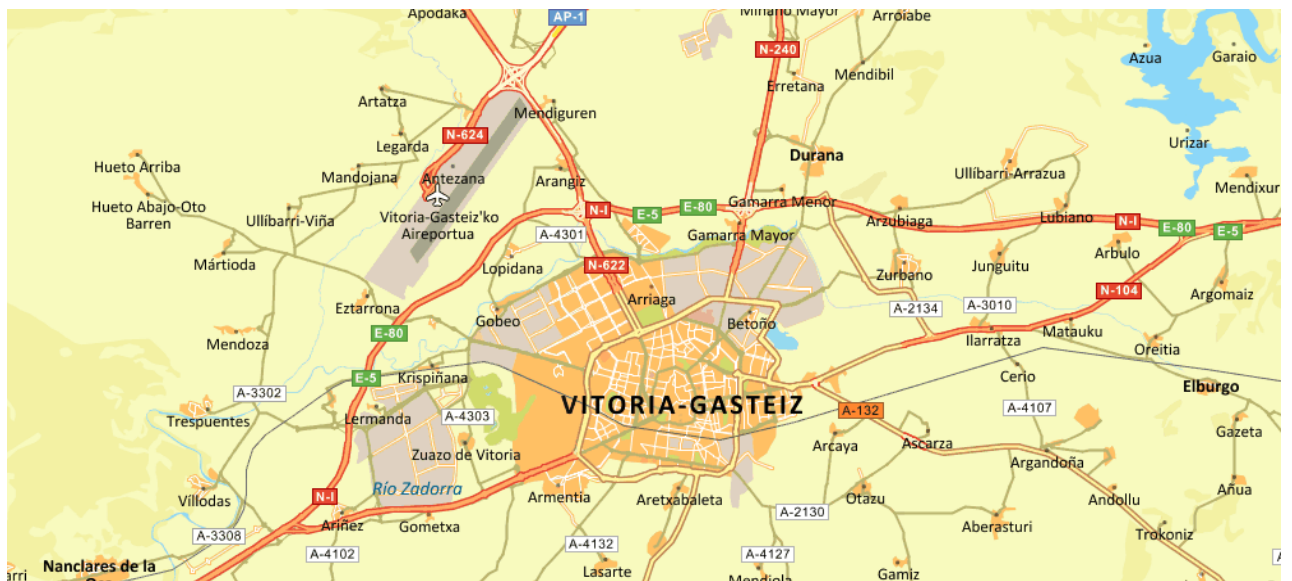 Apodaka
AP-1
Miñano Mayor
Arroiabe
N-240
Azua
Garaio
Mendibil
Erretana
Artatza
Mendiguren
N-624
Legarda
Urizar
Durana
Hueto Arriba
Mandojana
Antezana
Arangiz
Ullíbarri-Arrazua
Mendixur
Hueto Abajo-Oto
Barren
Ullíbarri-Viña
Vitoria-Gasteiz'ko
Aireportua
N-I
E-5
E-80
Gamarra Menor
Arzubiaga
Lubiano
N-I
E-80
E-5
A-4301
Gamarra Mayor
Mártioda
Lopidana
N-622
Zurbano
Junguitu
Arbulo
Eztarrona
Arriaga
N-104
Argomaiz
Gobeo
Betoño
A-2134
A-3010
E-80
Mendoza
Ilarratza
Matauku
Oreitia
E-5
Krispiñana
Cerio
Elburgo
A-3302
VITORIA-GASTEIZ
A-132
A-4107
Trespuentes
Lermanda
A-4303
Arcaya
Ascarza
Gazeta
Zuazo de Vitoria
Argandoña
Río Zadorra
Víllodas
N-I
Armentia
Aretxabaleta
Otazu
Andollu
Añua
A-2130
Ariñez
Gometxa
Aberasturi
Trokoniz
A-3308
A-4102
A-4132
A-4127
Nanclares de la
Lasarte
Mendiola
Gamiz